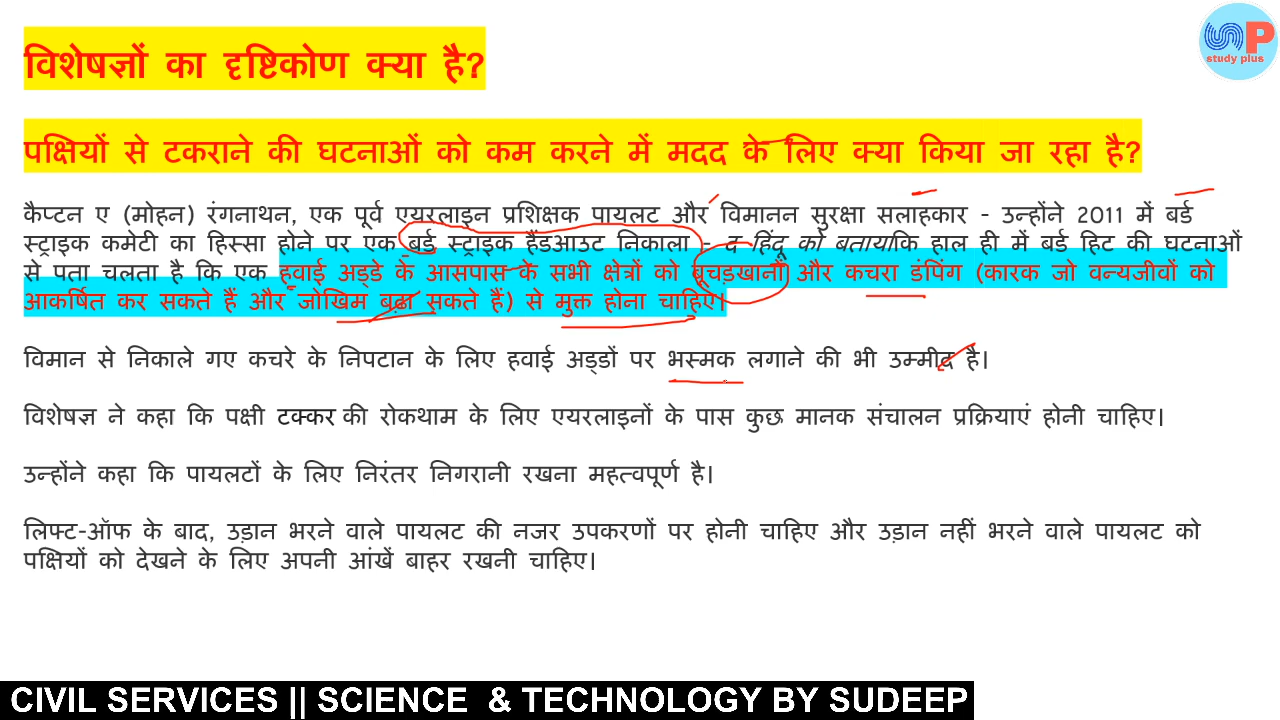 SP
study plus
विशेषज्ञों का दृष्टिकोण क्या है?
पक्षियों से टकराने की घटनाओं को कम करने में मदद के लिए क्या किया जा रहा है?
कैप्टन ए (मोहन) रंगनाथन, एक पूर्व एयरलाइन प्रशिक्षक पायलट और विमानन सुरक्षा सलाहकार - उन्होंने 2011 में बर्ड
स्ट्राइक कमेटी का हिस्सा होने पर एक बर्ड स्ट्राइक हैंडआउट निकाला - द हिंदू को बतायाकि हाल ही में बर्ड हिट की घटनाओं
से पता चलता है कि एक हवाई अड्डे के आसपास के सभी क्षेत्रों को बूचड़खानों और कचरा डंपिंग (कारक जो वन्यजीवों को
आकर्षित कर सकते हैं और जोखिम बढ़ा सकते हैं) से मुक्त होना चाहिए।
विमान से निकाले गए कचरे के निपटान के लिए हवाई अड्डों पर भस्मक लगाने की भी उम्मीद है।
विशेषज्ञ ने कहा कि पक्षी टक्कर की रोकथाम के लिए एयरलाइनों के पास कुछ मानक संचालन प्रक्रियाएं होनी चाहिए।
उन्होंने कहा कि पायलटों के लिए निरंतर निगरानी रखना महत्वपूर्ण है।
लिफ्ट-ऑफ के बाद, उड़ान भरने वाले पायलट की नजर उपकरणों पर होनी चाहिए और उड़ान नहीं भरने वाले पायलट को
पक्षियों को देखने के लिए अपनी आंखें बाहर रखनी चाहिए।
CIVIL SERVICES || SCIENCE & TECHNOLOGY BY SUDEEP